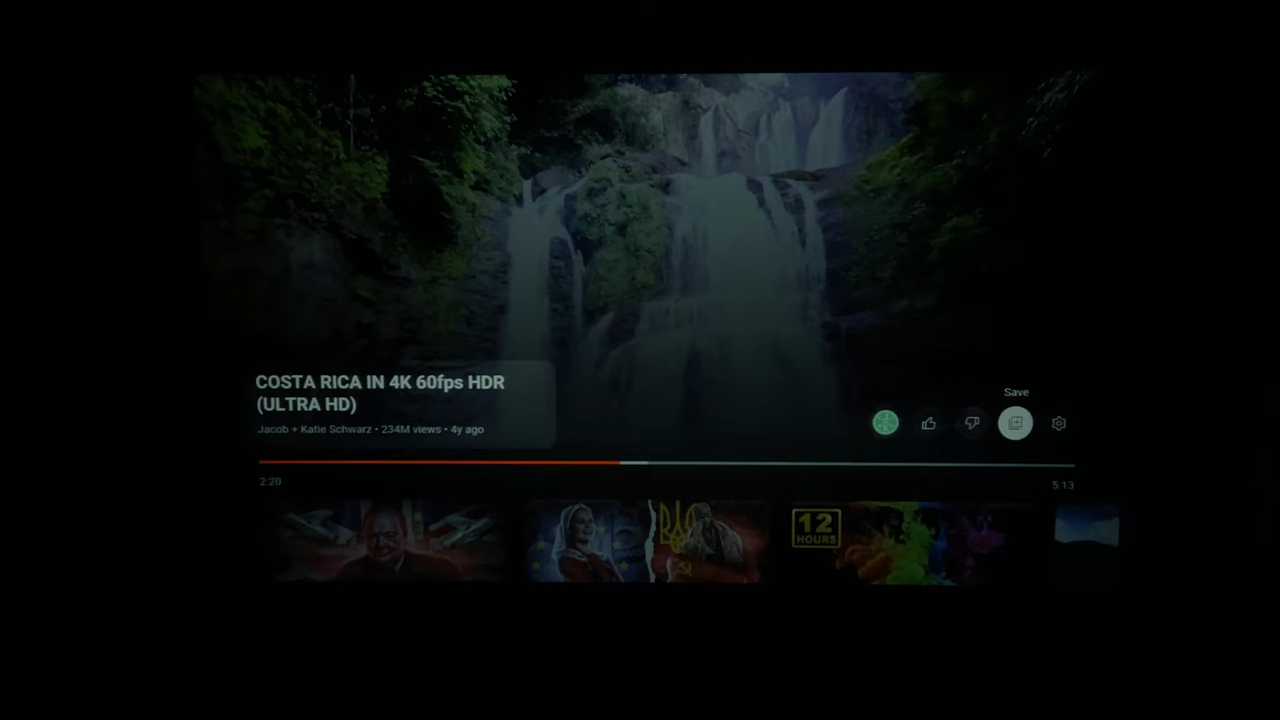 COSTA RICA IN 4K 60fps HDR
(ULTRA HD)
Jacob + Katie Schwarz • 234M views • 4y ago
Save
2:20
5:13
12
HOURS